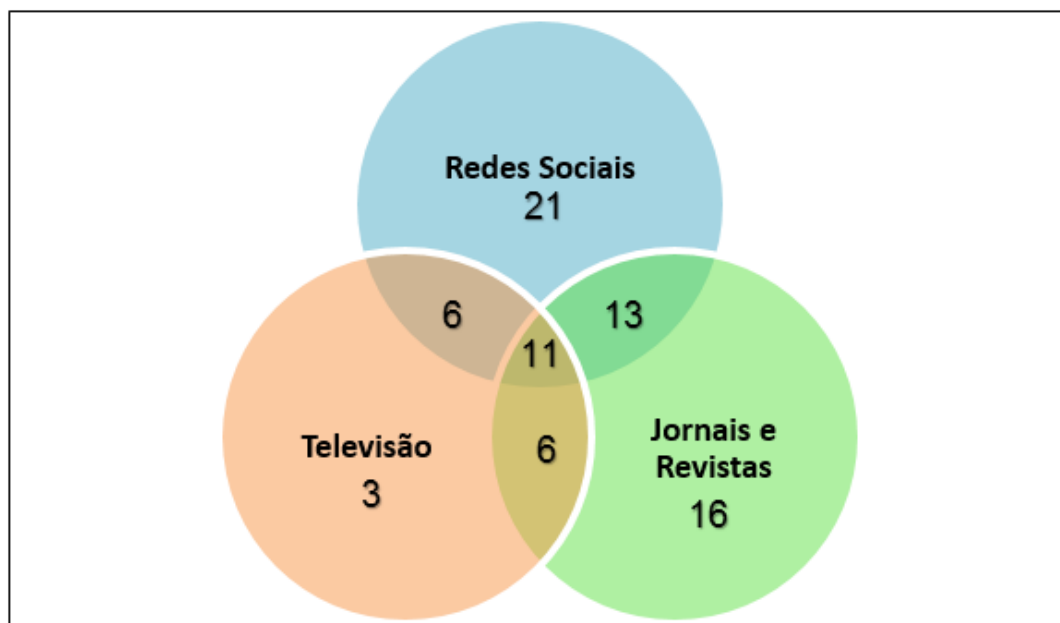 Redes Sociais
21
6
13
11
Televisão
3
6
Jornais e
Revistas
16